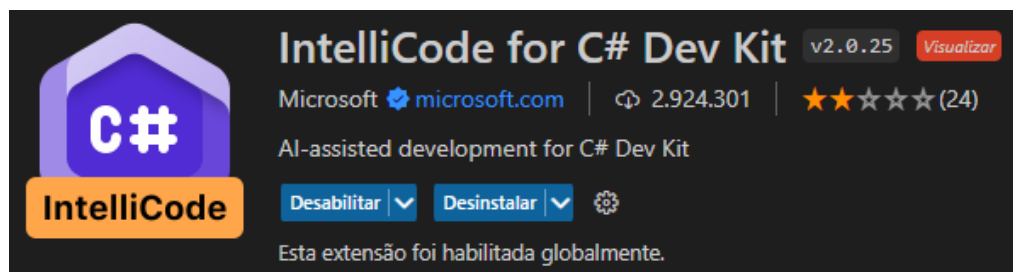 C#
IntelliCode
IntelliCode for C# Dev Kit v2.0.25 Visualizar
Microsoft microsoft.com 2.924.301 (24)
AI-assisted development for C# Dev Kit
Desabilitar Desinstalar
Esta extensão foi habilitada globalmente.